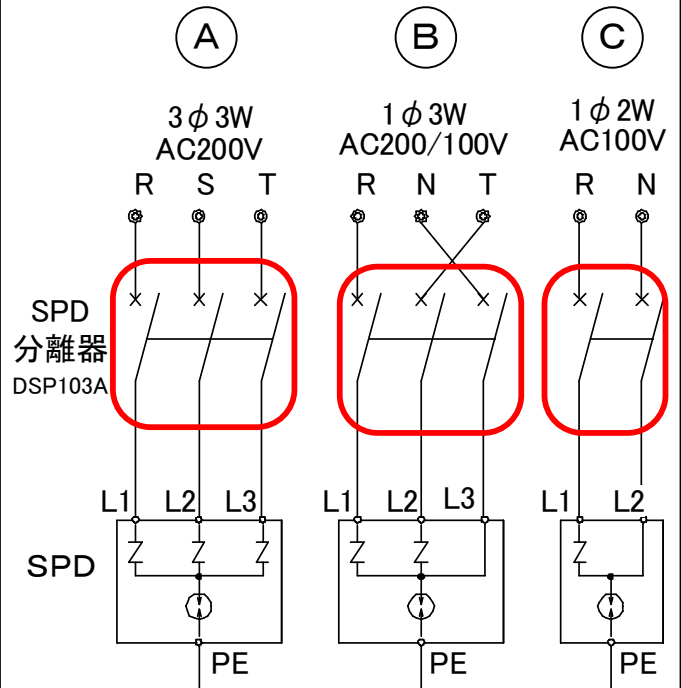 A B C
3φ3W 1φ3W 1φ2W
AC200V AC200/100V AC100V
R S T R N T R N
SPD
分離器
DSP103A
L1 L2 L3 L1 L2 L3 L1 L2
SPD
PE PE PE